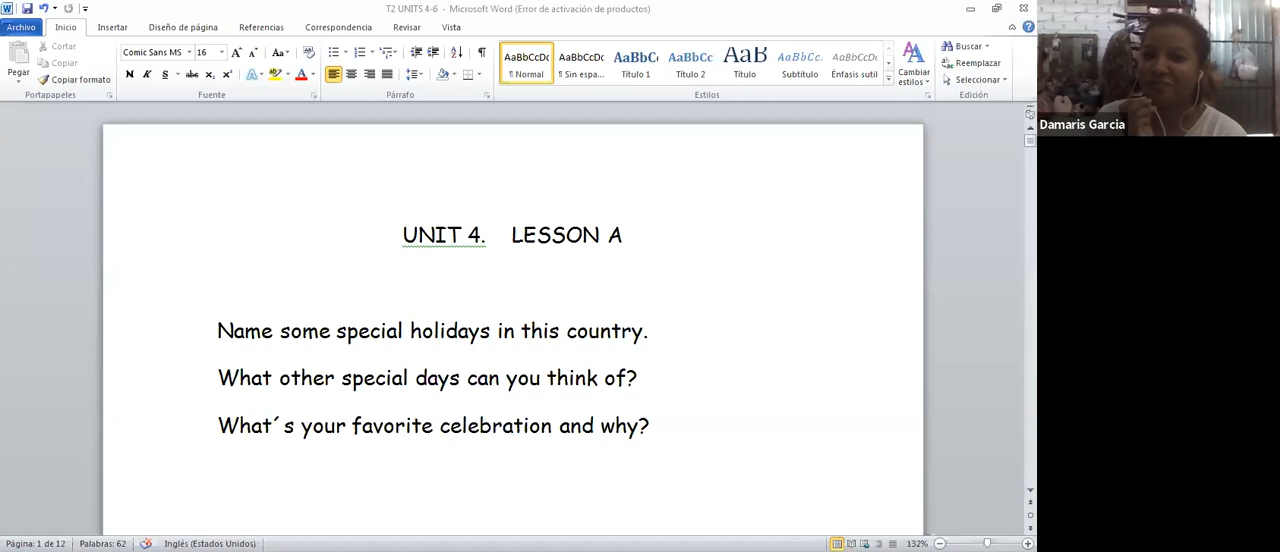 T2 UNITS 4-6 - Microsoft Word (Error de activación de productos)
Archivo Inicio Insertar Diseño de página Referencias Correspondencia Revisar Vista
Pegar
Cortar
Copiar
Copiar formato
Portapapeles
Comic Sans MS 16
Fuente
Párrafo
AaBbCcDc AaBbCcDc AaBbC AaBbCc AaB AaBbCc. AaBbCcDc
¶ Normal ¶ Sin espa... Título 1 Título 2 Título Subtítulo Énfasis sutil
Cambiar estilos
Estilos
Buscar
Reemplazar
Seleccionar
Edición
Damaris Garcia
UNIT 4. LESSON A
Name some special holidays in this country.
What other special days can you think of?
What´s your favorite celebration and why?
Página: 1 de 12 Palabras: 62 Inglés (Estados Unidos) 132%